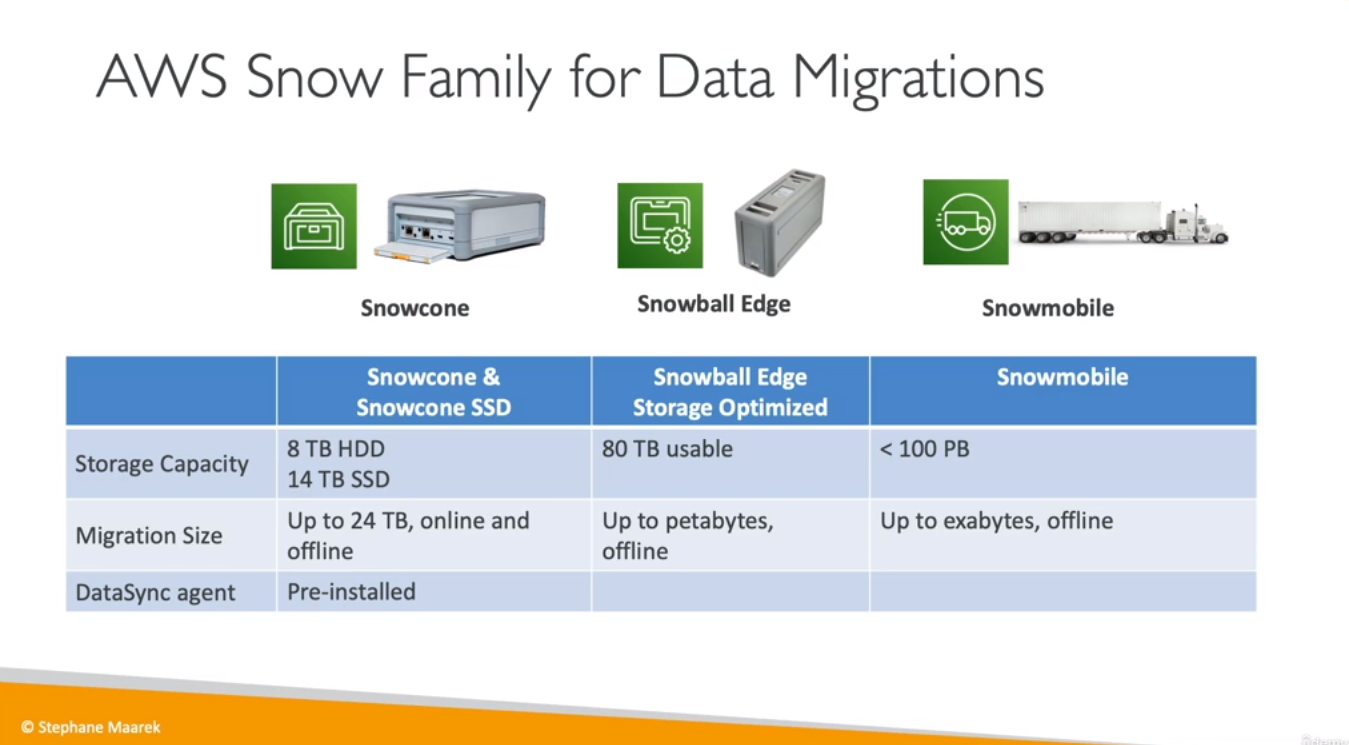 AWS Snow Family for Data Migrations
Snowcone
Snowball Edge
Snowmobile
Snowcone &
Snowcone SSD
Snowball Edge
Storage Optimized
Snowmobile
Storage Capacity
8 TB HDD
14 TB SSD
80 TB usable
< 100 PB
Migration Size
Up to 24 TB, online and
offline
Up to petabytes,
offline
Up to exabytes, offline
DataSync agent
Pre-installed
© Stephane Maarek